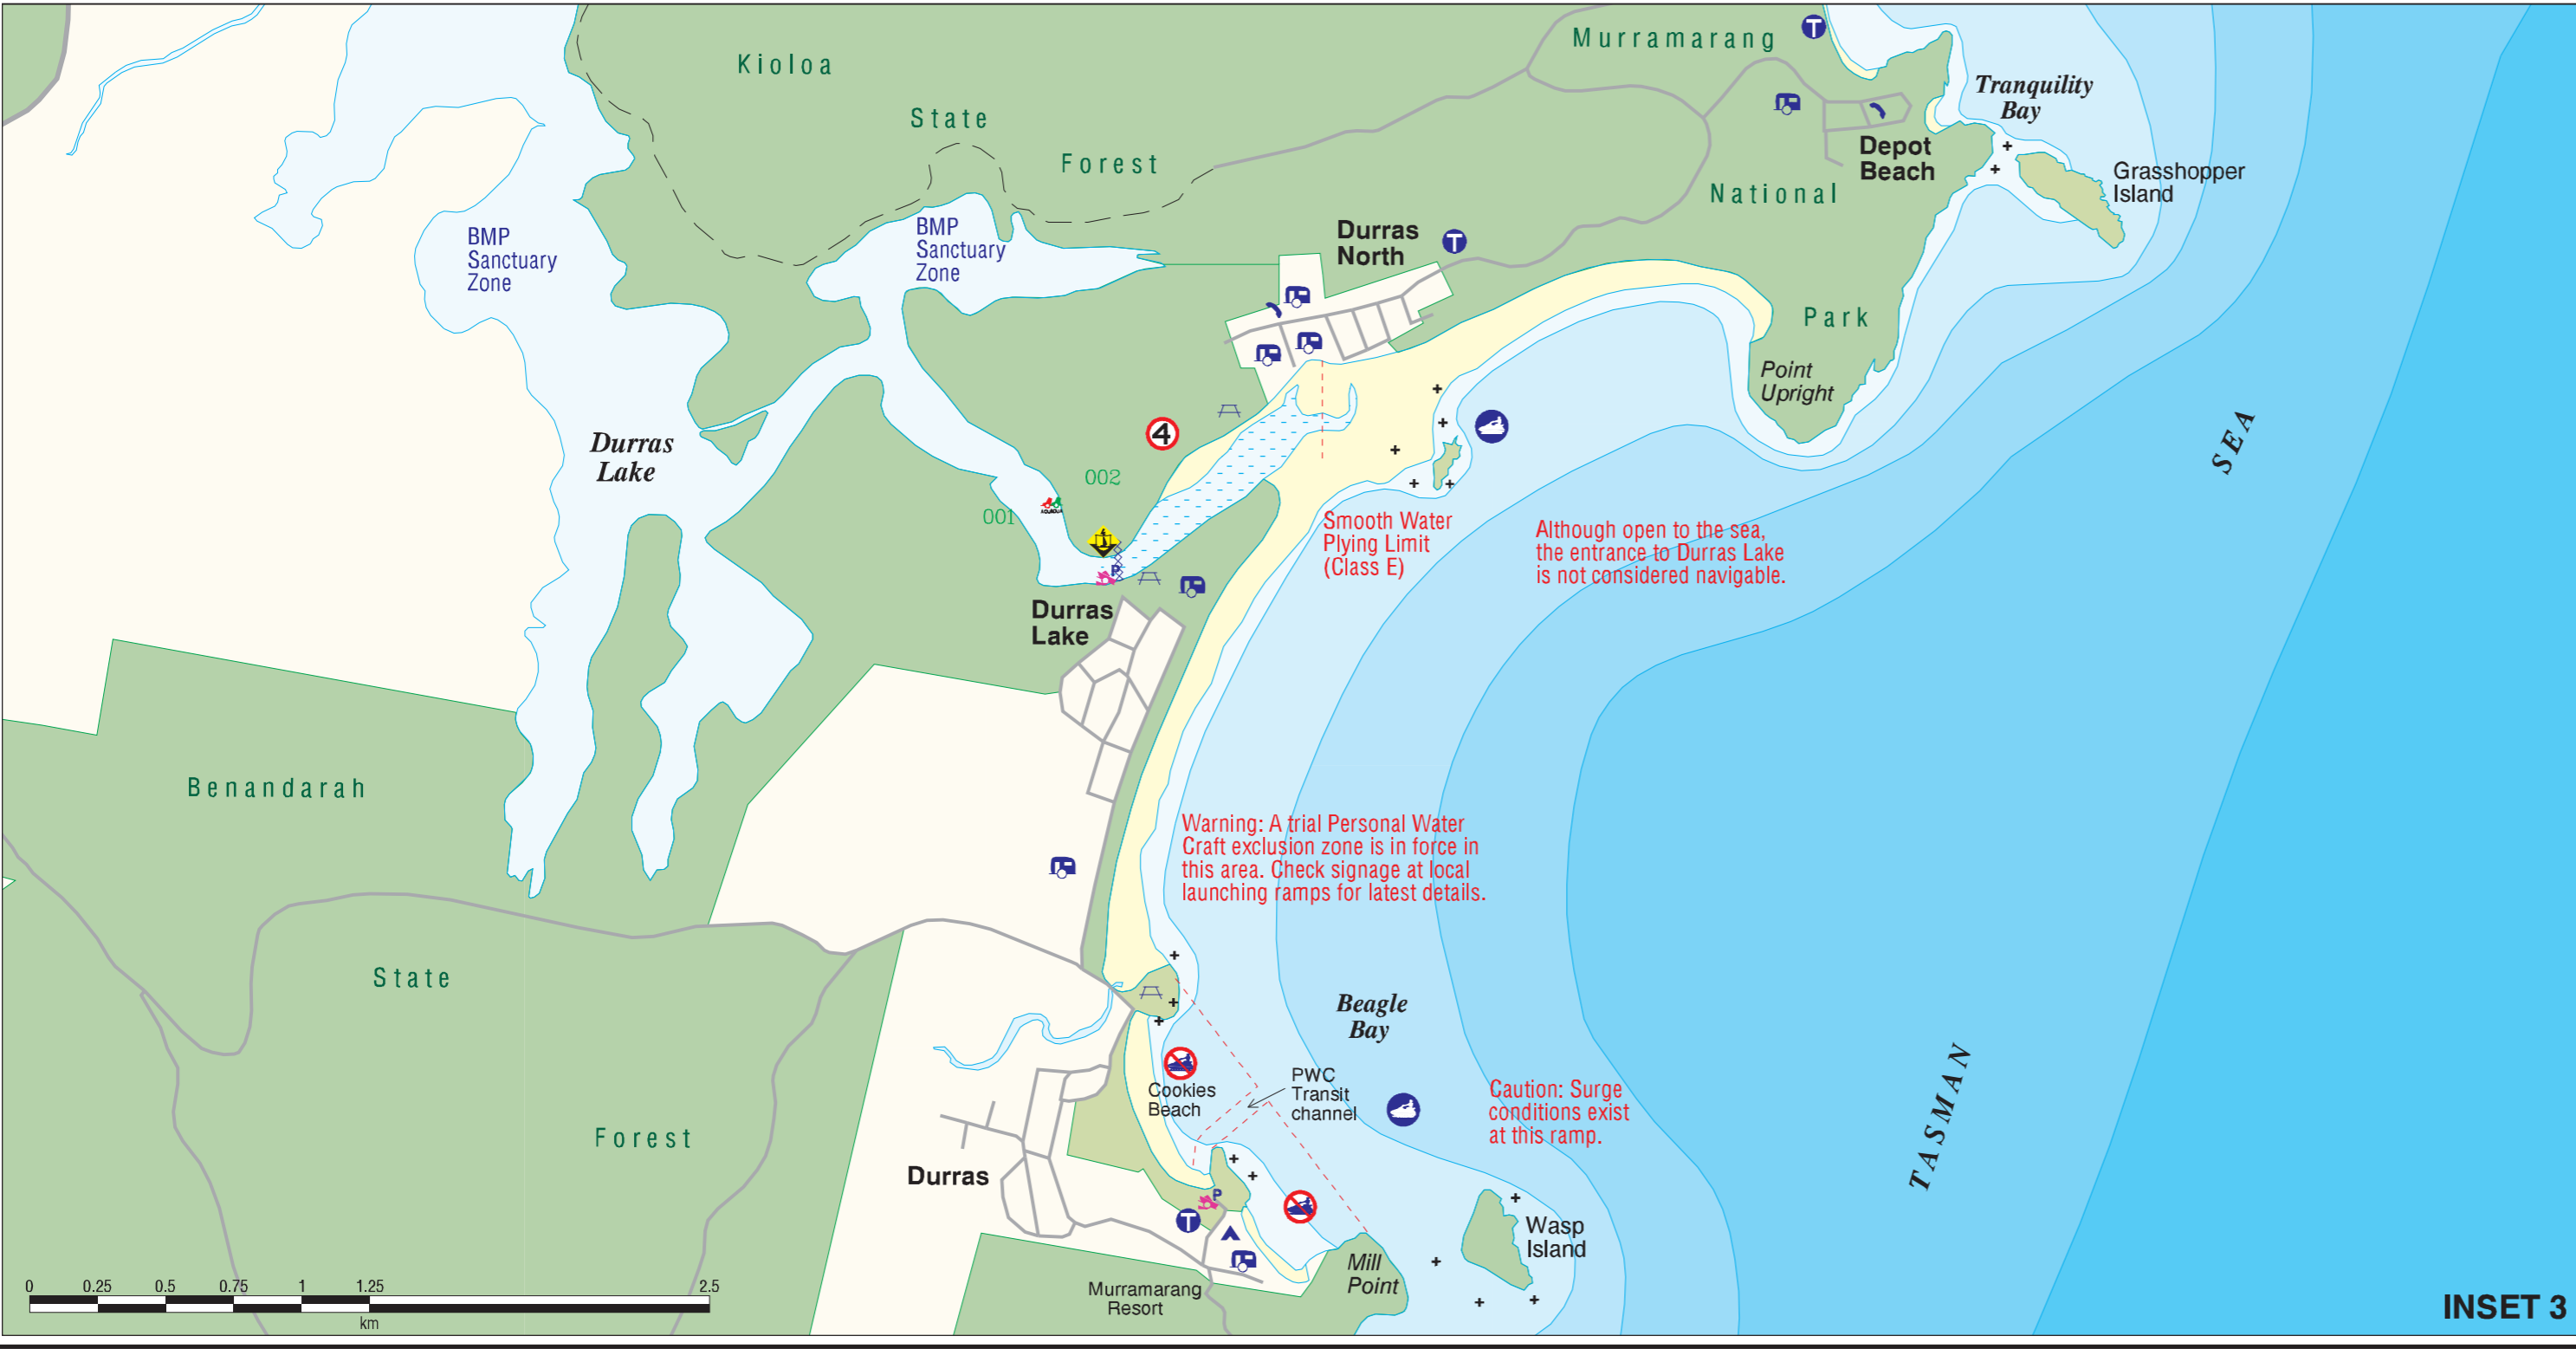 Murramarang
T
Kioloa
Tranquility
Bay
State
Depot
Beach
Forest
Grasshopper
Island
National
BMP
Sanctuary
Zone
BMP
Sanctuary
Zone
Durras
North
T
Park
Point
Upright
Durras
Lake
4
SEA
002
001
Smooth Water
Plying Limit
(Class E)
Although open to the sea,
the entrance to Durras Lake
is not considered navigable.
P
Durras
Lake
Benandarah
Warning: A trial Personal Water
Craft exclusion zone is in force in
this area. Check signage at local
launching ramps for latest details.
State
Beagle
Bay
Cookies
Beach
PWC
Transit
channel
Caution: Surge
conditions exist
at this ramp.
TASMAN
Forest
Durras
P
T
Wasp
Island
Mill
Point
Murramarang
Resort
0 0.25 0.5 0.75 1 1.25 2.5
km
INSET 3